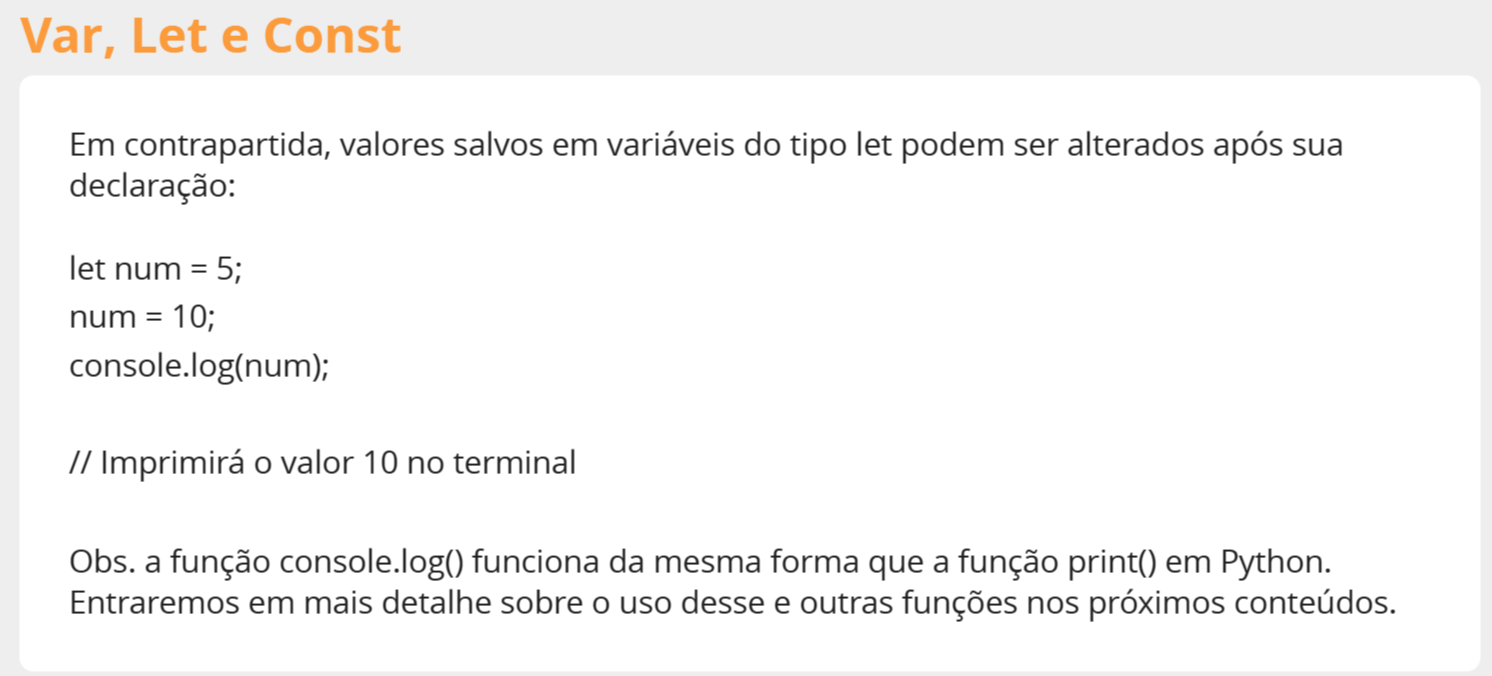 Var, Let e Const
Em contrapartida, valores salvos em variáveis do tipo let podem ser alterados após sua
declaração:
let num = 5;
num = 10;
console.log(num);
// Imprimirá o valor 10 no terminal
Obs. a função console.log() funciona da mesma forma que a função print() em Python.
Entraremos em mais detalhe sobre o uso desse e outras funções nos próximos conteúdos.